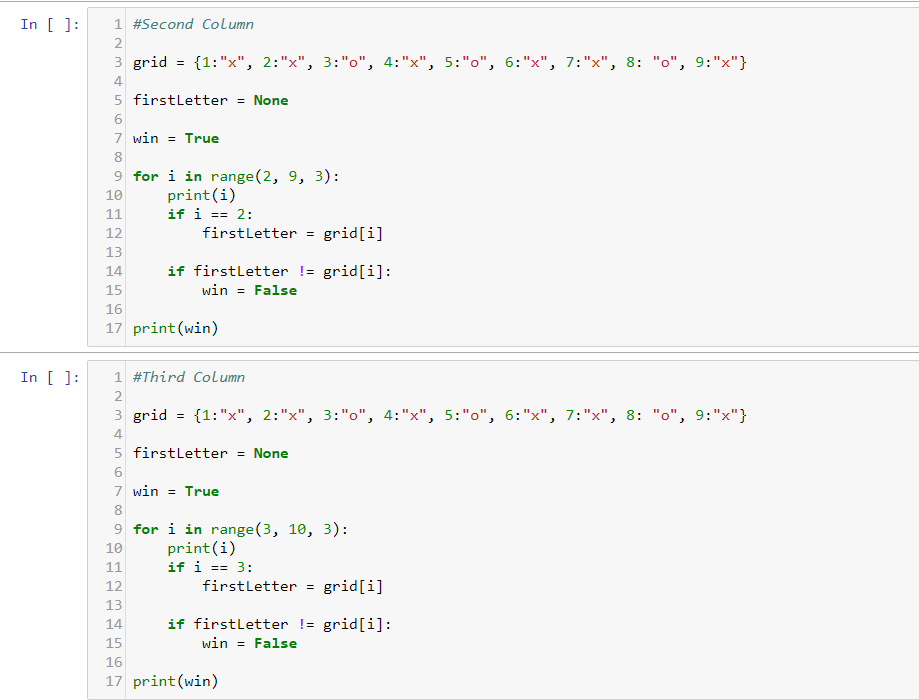 In [ ]:
1 #Second Column
2
3 grid = {1:"x", 2:"x", 3:"o", 4:"x", 5:"o", 6:"x", 7:"x", 8: "o", 9:"x"}
4
5 firstLetter = None
6
7 win = True
8
9 for i in range(2, 9, 3):
10     print(i)
11     if i == 2:
12         firstLetter = grid[i]
13
14     if firstLetter != grid[i]:
15         win = False
16
17 print(win)
In [ ]:
1 #Third Column
2
3 grid = {1:"x", 2:"x", 3:"o", 4:"x", 5:"o", 6:"x", 7:"x", 8: "o", 9:"x"}
4
5 firstLetter = None
6
7 win = True
8
9 for i in range(3, 10, 3):
10     print(i)
11     if i == 3:
12         firstLetter = grid[i]
13
14     if firstLetter != grid[i]:
15         win = False
16
17 print(win)